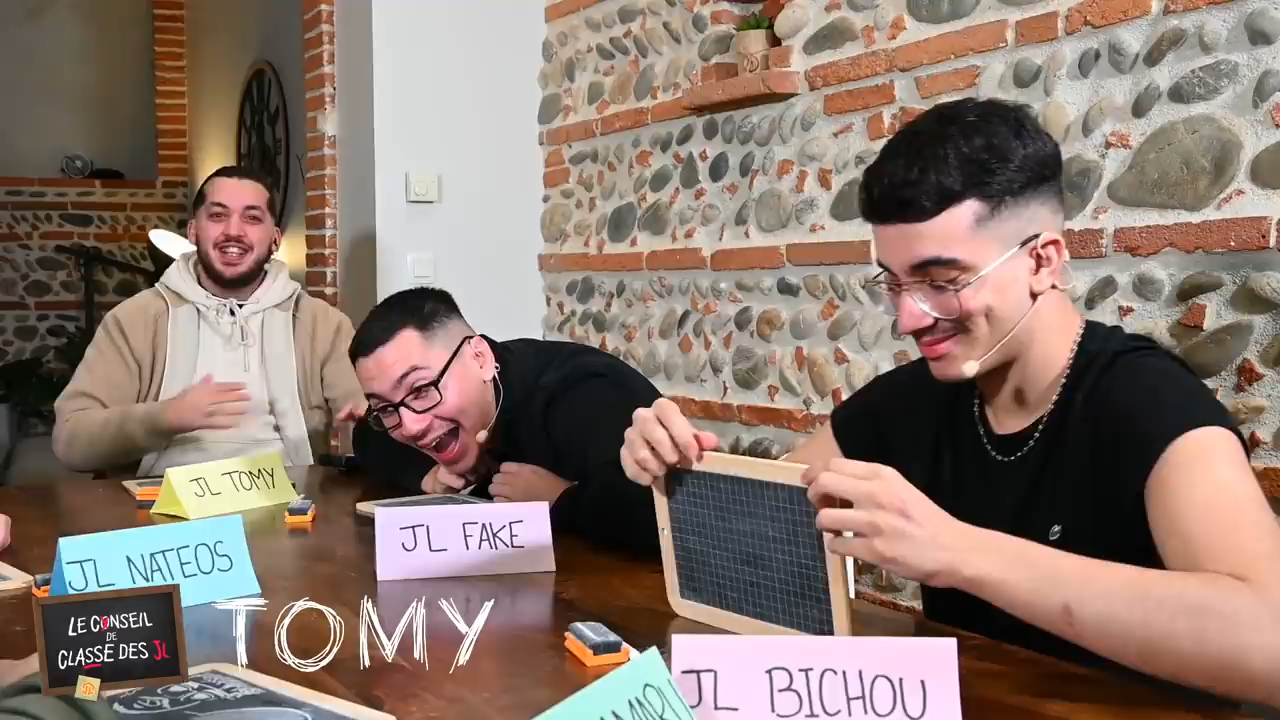 JL TOMY
JL NATEOS
JL FAKE
LE CONSEIL
DE
CLASSE DES JL
TOMY
JL BICHOU